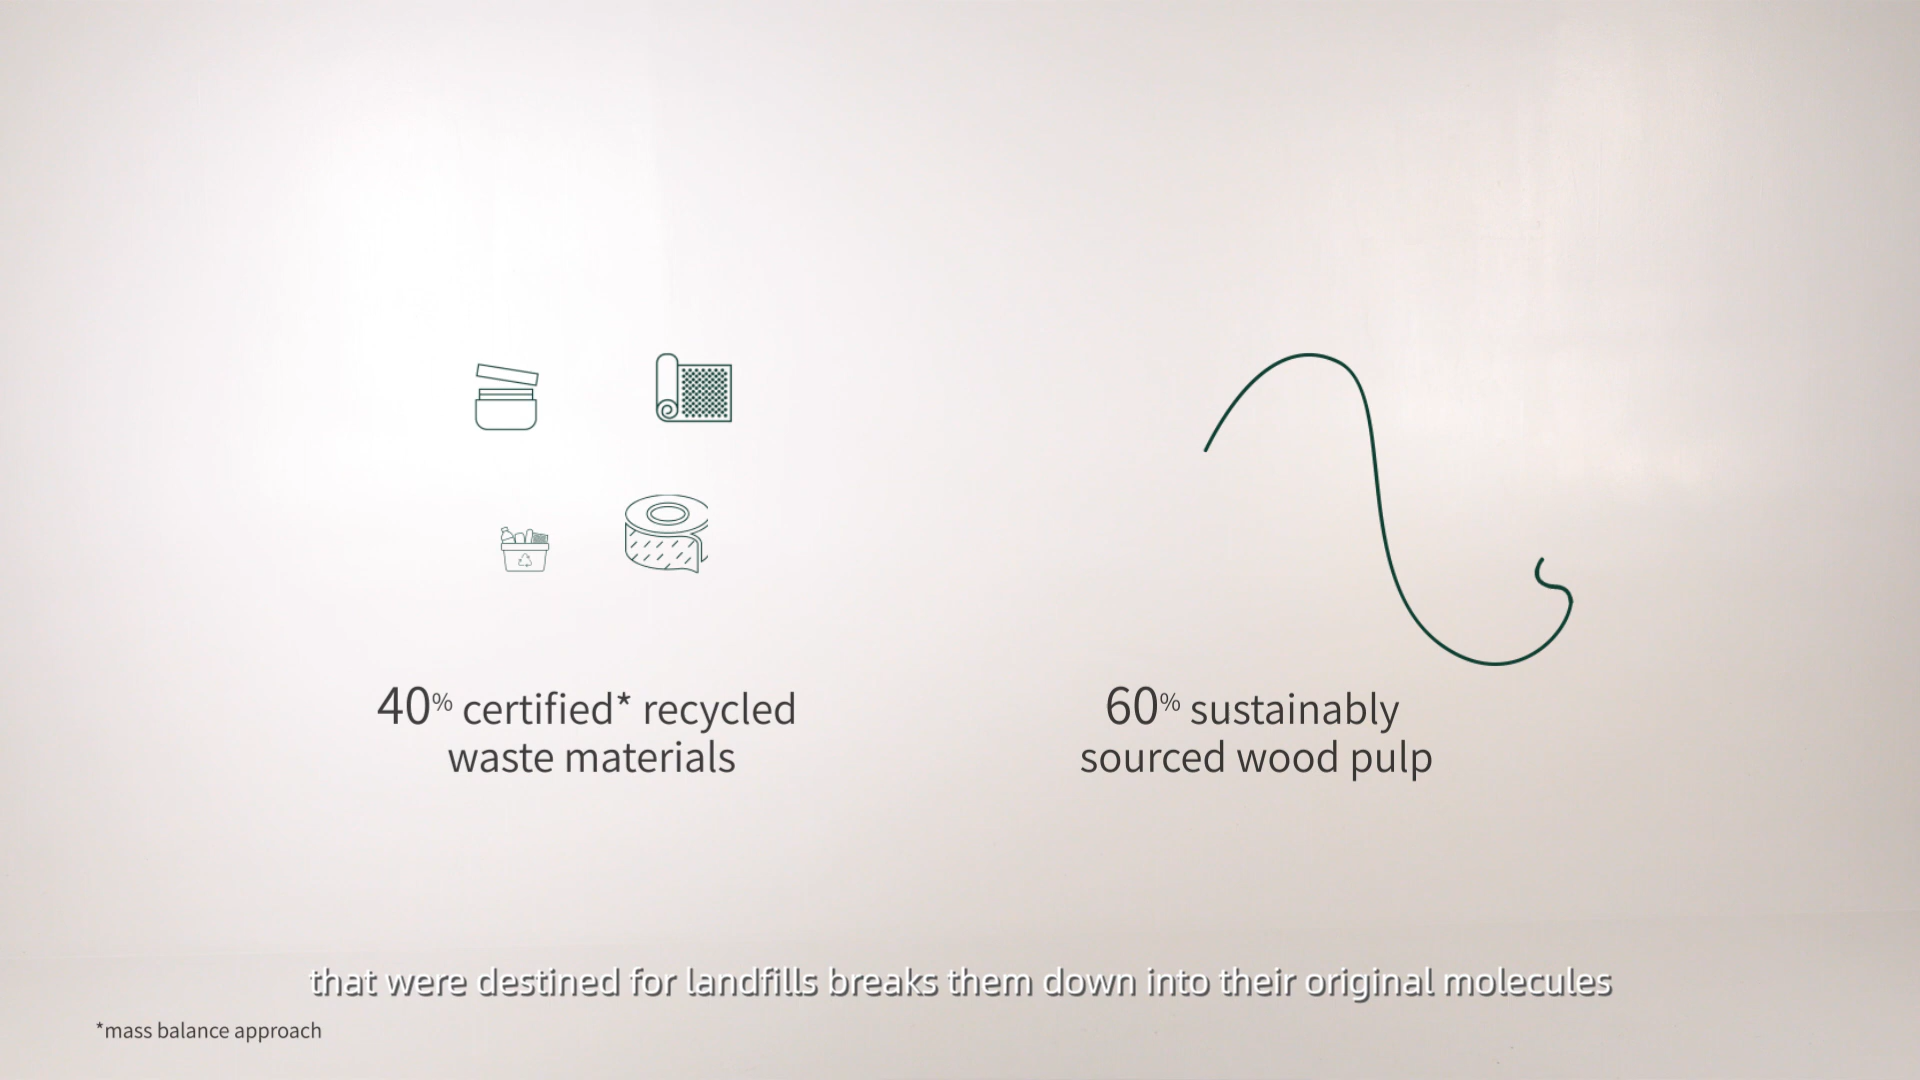 40% certified* recycled
waste materials
60% sustainably
sourced wood pulp
that were destined for landfills breaks them down into their original molecules
*mass balance approach